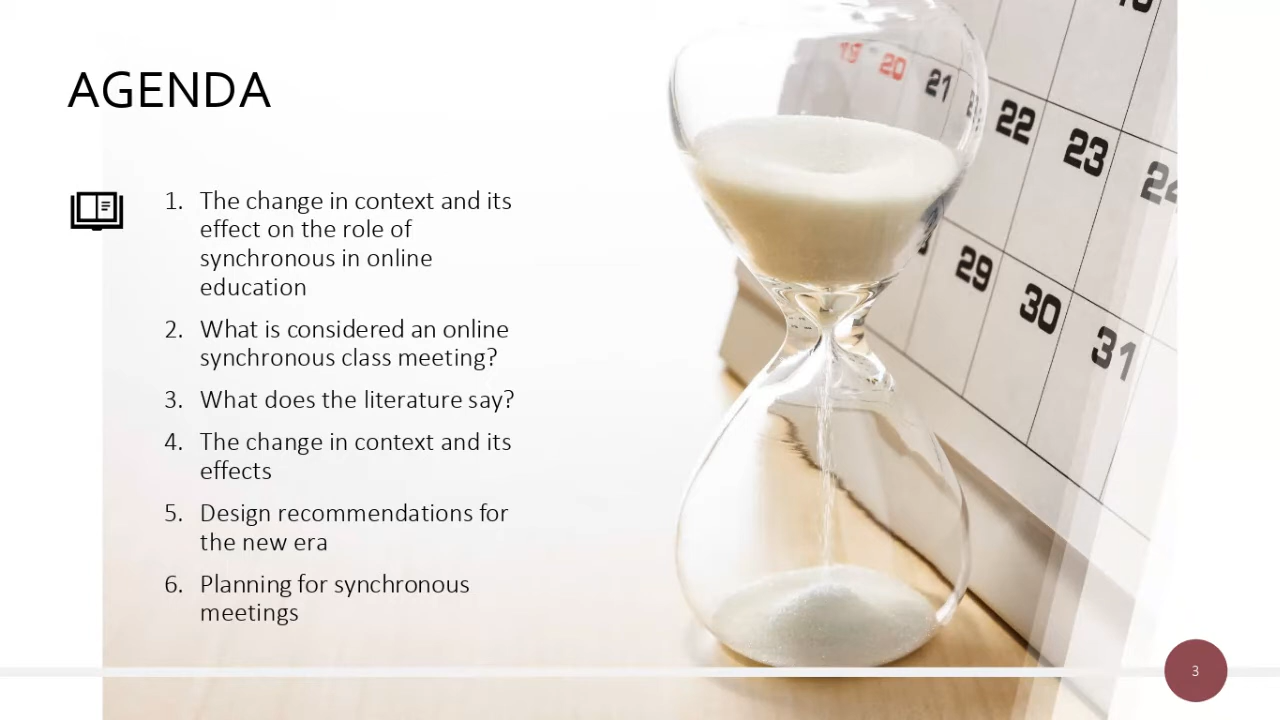 AGENDA
1. The change in context and its
effect on the role of
synchronous in online
education
2. What is considered an online
synchronous class meeting?
3. What does the literature say?
4. The change in context and its
effects
5. Design recommendations for
the new era
6. Planning for synchronous
meetings
19 20 21
22 23 24
29 30 31
3